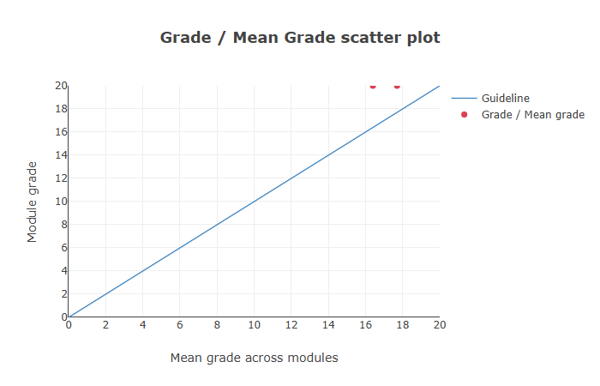 Grade / Mean Grade scatter plot
Guideline
Grade / Mean grade
Module grade
20
18
16
14
12
10
8
6
4
2
0
0 2 4 6 8 10 12 14 16 18 20
Mean grade across modules